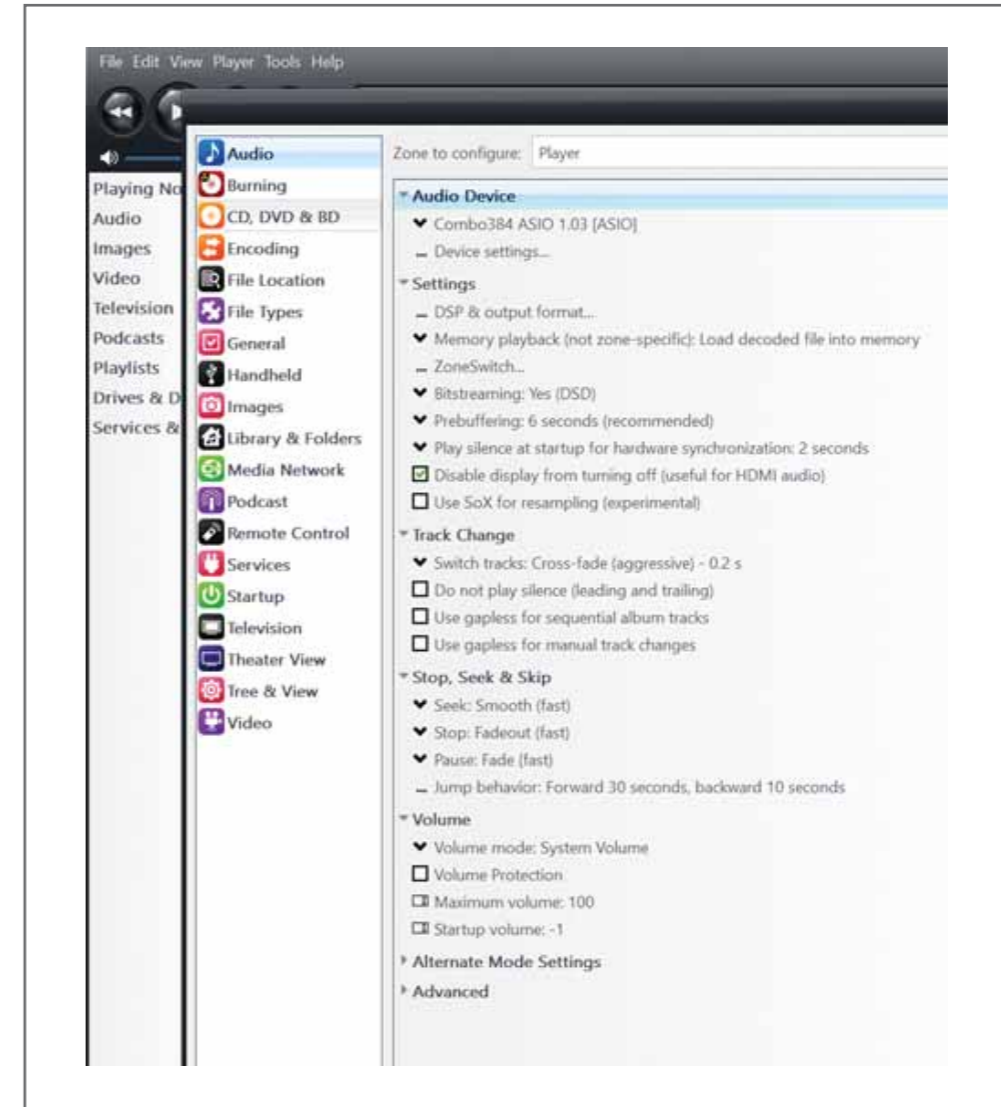 File Edit View Player Tools Help
Playing No
Audio
Images
Video
Television
Podcasts
Playlists
Drives & D
Services &
Audio
Burning
CD, DVD & BD
Encoding
File Location
File Types
General
Handheld
Images
Library & Folders
Media Network
Podcast
Remote Control
Services
Startup
Television
Theater View
Tree & View
Video
Zone to configure: Player
Audio Device
Combo384 ASIO 1.03 [ASIO]
Device settings...
Settings
DSP & output format...
Memory playback (not zone-specific): Load decoded file into memory
ZoneSwitch...
Bitstreaming: Yes (DSD)
Prebuffering: 6 seconds (recommended)
Play silence at startup for hardware synchronization: 2 seconds
Disable display from turning off (useful for HDMI audio)
Use SoX for resampling (experimental)
Track Change
Switch tracks: Cross-fade (aggressive) - 0.2 s
Do not play silence (leading and trailing)
Use gapless for sequential album tracks
Use gapless for manual track changes
Stop, Seek & Skip
Seek: Smooth (fast)
Stop: Fadeout (fast)
Pause: Fade (fast)
Jump behavior: Forward 30 seconds, backward 10 seconds
Volume
Volume mode: System Volume
Volume Protection
Maximum volume: 100
Startup volume: -1
Alternate Mode Settings
Advanced